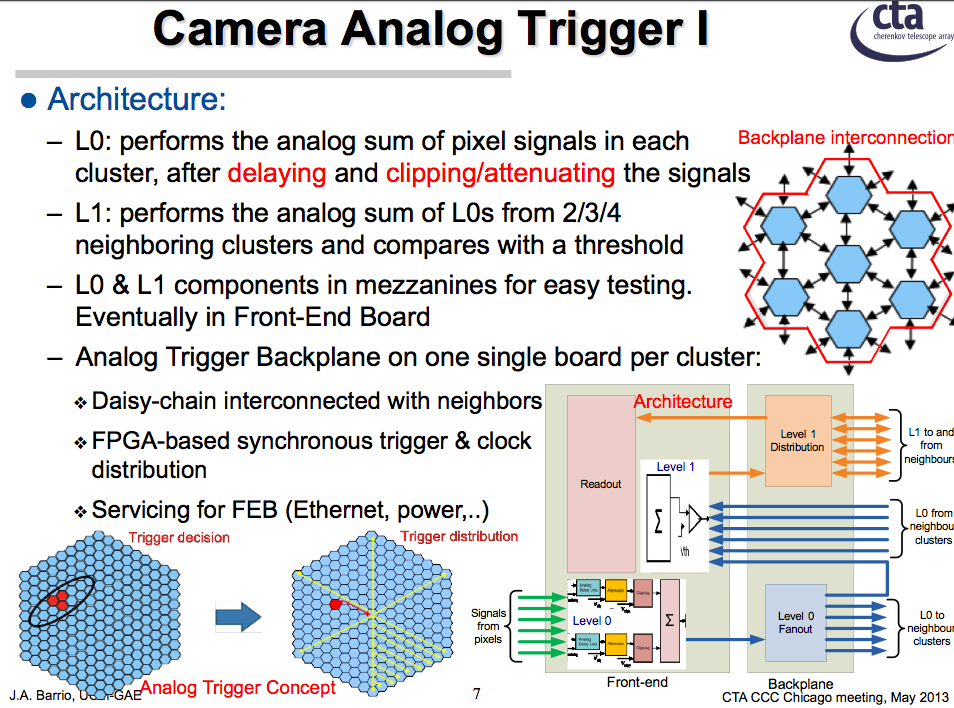 Camera Analog Trigger I
cta
cherenkov telescope array
Architecture:
– L0: performs the analog sum of pixel signals in each
cluster, after delaying and clipping/attenuating the signals
– L1: performs the analog sum of L0s from 2/3/4
neighboring clusters and compares with a threshold
– L0 & L1 components in mezzanines for easy testing.
Eventually in Front-End Board
– Analog Trigger Backplane on one single board per cluster:
❖ Daisy-chain interconnected with neighbors
❖ FPGA-based synchronous trigger & clock
distribution
❖ Servicing for FEB (Ethernet, power,..)
Backplane interconnection
Trigger decision
Trigger distribution
Analog Trigger Concept
Architecture
Readout
Level 1
Σ
Vth
Level 1
Distribution
L1 to and
from
neighbours
L0 from
neighbou
clusters
Signals
from
pixels
Level 0
Σ
Level 0
Fanout
L0 to
neighbou
clusters
Front-end
Backplane
J.A. Barrio,
7
CTA CCC Chicago meeting, May 2013